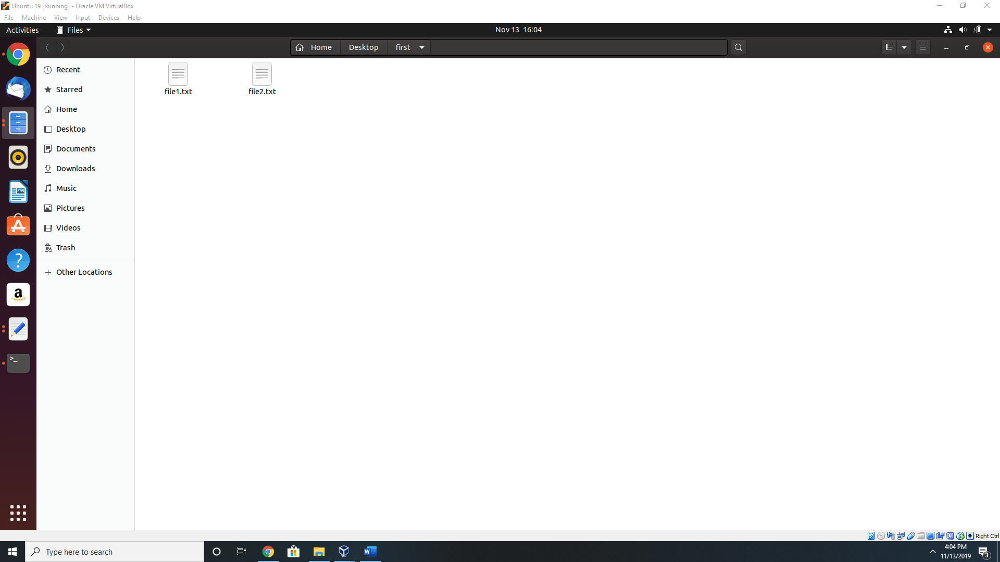 Ubuntu 19 [Running] - Oracle VM VirtualBox
File Machine View Input Devices Help
Activities Files Nov 13 16:04
Home Desktop first
Recent
Starred
Home
Desktop
Documents
Downloads
Music
Pictures
Videos
Trash
Other Locations
file1.txt file2.txt
Right Ctrl
Type here to search
4:04 PM
11/13/2019
3